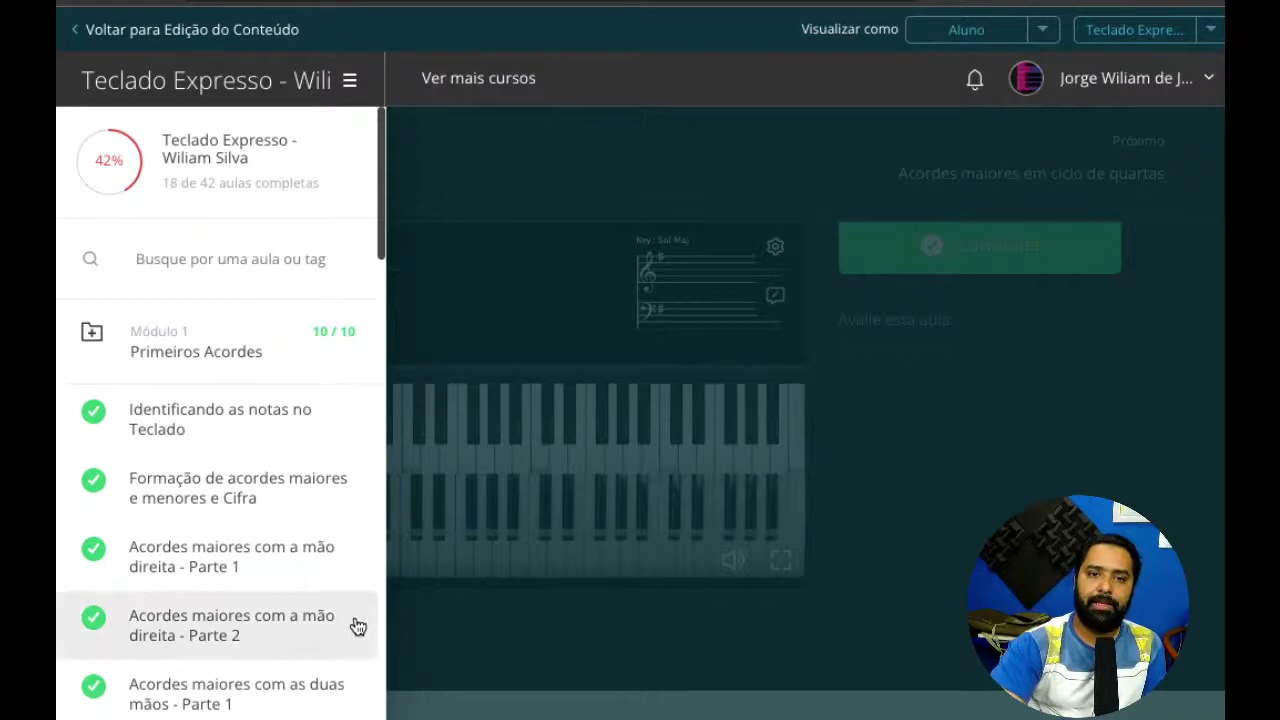 Voltar para Edição do Conteúdo
Visualizar como
Aluno
Teclado Expre...
Teclado Expresso - Wili
Ver mais cursos
Jorge Wiliam de J...
42%
Teclado Expresso -
Wiliam Silva
18 de 42 aulas completas
Busque por uma aula ou tag
Módulo 1
10 / 10
Primeiros Acordes
Identificando as notas no
Teclado
Formação de acordes maiores
e menores e Cifra
Acordes maiores com a mão
direita - Parte 1
Acordes maiores com a mão
direita - Parte 2
Acordes maiores com as duas
mãos - Parte 1
Próximo
Acordes maiores em ciclo de quartas
Key : Sol Maj
Avalie essa aula